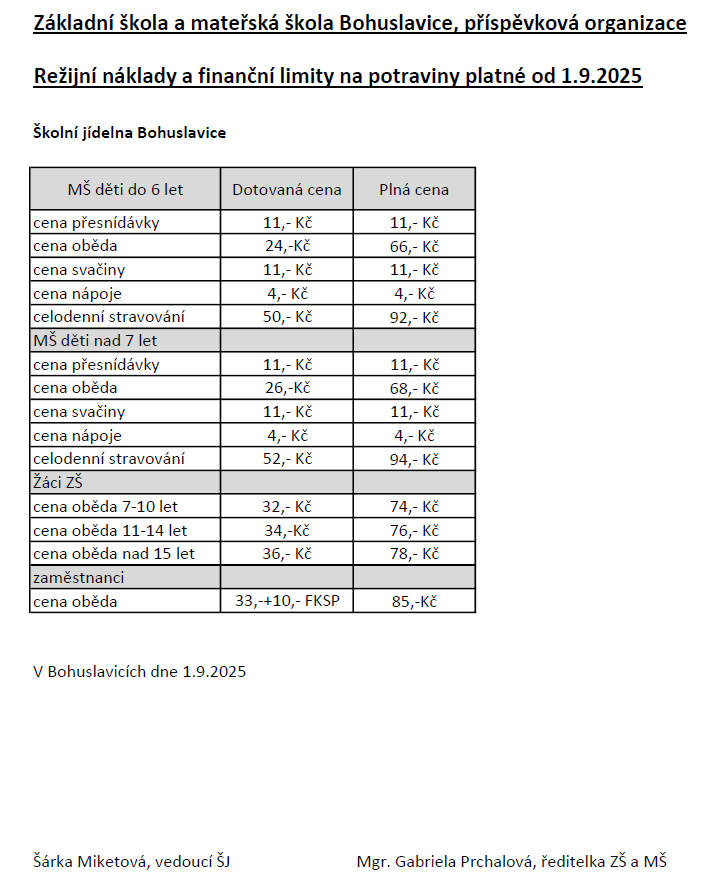 Základní škola a mateřská škola Bohuslavice, příspěvková organizace
Režijní náklady a finanční limity na potraviny platné od 1.9.2025
Školní jídelna Bohuslavice
MŠ děti do 6 let Dotovaná cena Plná cena
cena přesnídávky 11,- Kč 11,- Kč
cena oběda 24,-Kč 66,- Kč
cena svačiny 11,- Kč 11,- Kč
cena nápoje 4,- Kč 4,- Kč
celodenní stravování 50,- Kč 92,- Kč
MŠ děti nad 7 let
cena přesnídávky 11,- Kč 11,- Kč
cena oběda 26,-Kč 68,- Kč
cena svačiny 11,- Kč 11,- Kč
cena nápoje 4,- Kč 4,- Kč
celodenní stravování 52,- Kč 94,- Kč
Žáci ZŠ
cena oběda 7-10 let 32,- Kč 74,- Kč
cena oběda 11-14 let 34,-Kč 76,- Kč
cena oběda nad 15 let 36,- Kč 78,- Kč
zaměstnanci
cena oběda 33,-+10,- FKSP 85,-Kč
V Bohuslavicích dne 1.9.2025
Šárka Miketová, vedoucí ŠJ Mgr. Gabriela Prchalová, ředitelka ZŠ a MŠ